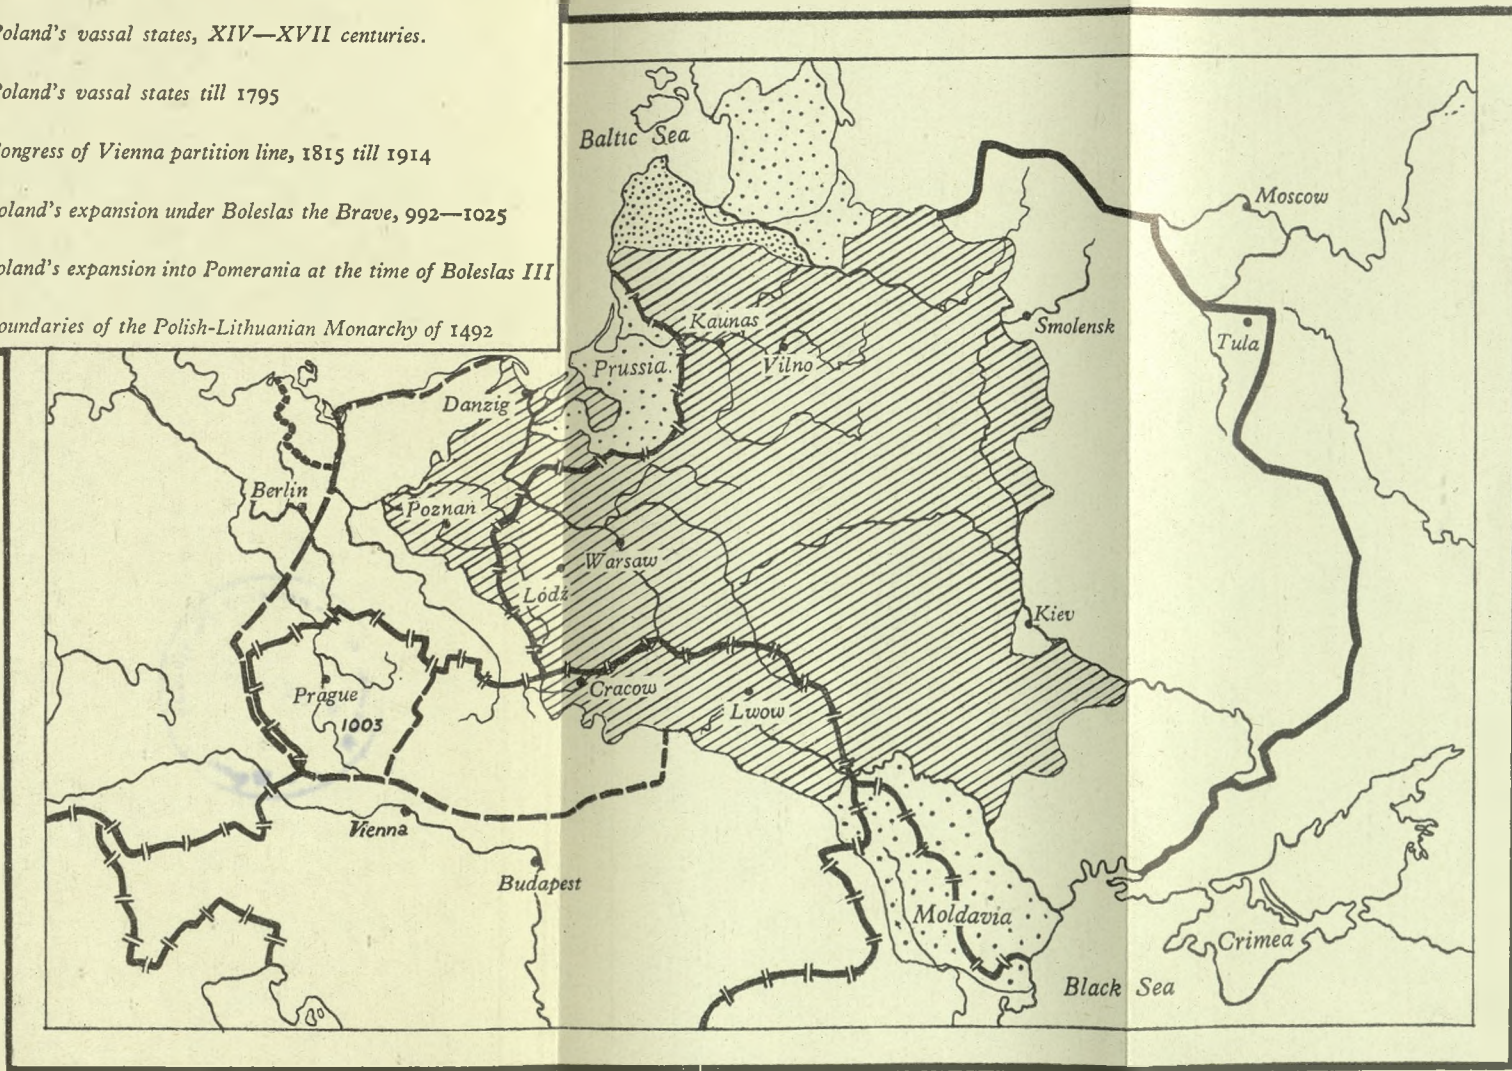 oland's vassal states, XIV—XVII centuries.
oland's vassal states till 1795
ongress of Vienna partition line, 1815 till 1914
oland's expansion under Boleslas the Brave, 992—1025
oland's expansion into Pomerania at the time of Boleslas III
oundaries of the Polish-Lithuanian Monarchy of 1492
Baltic Sea
Moscow
Kaunas
Smolensk
Tula
Vilno
Prussia.
Danzig
Berlin
Poznan
Warsaw
Lódź
Kiev
Prague
Cracow
Lwow
1003
Vienna
Budapest
Moldavia
Crimea
Black Sea